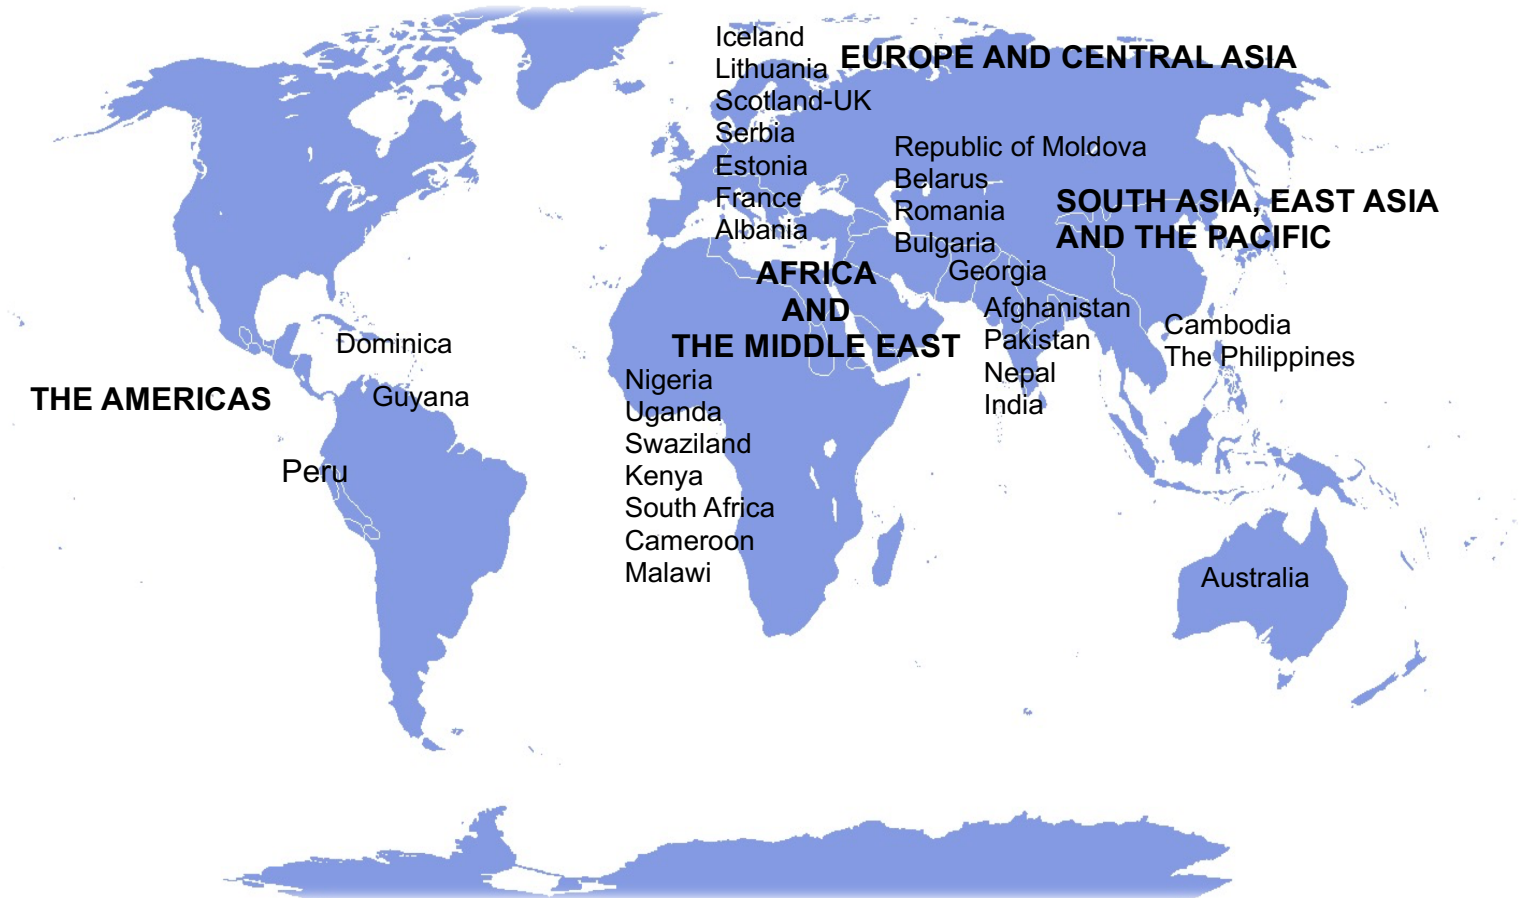 Iceland
Lithuania
Scotland-UK
Serbia
Estonia
France
Albania
EUROPE AND CENTRAL ASIA
Republic of Moldova
Belarus
Romania
Bulgaria
Georgia
SOUTH ASIA, EAST ASIA
AND THE PACIFIC
Afghanistan
Pakistan
Nepal
India
Cambodia
The Philippines
Australia
AFRICA
AND
THE MIDDLE EAST
Nigeria
Uganda
Swaziland
Kenya
South Africa
Cameroon
Malawi
THE AMERICAS
Dominica
Guyana
Peru